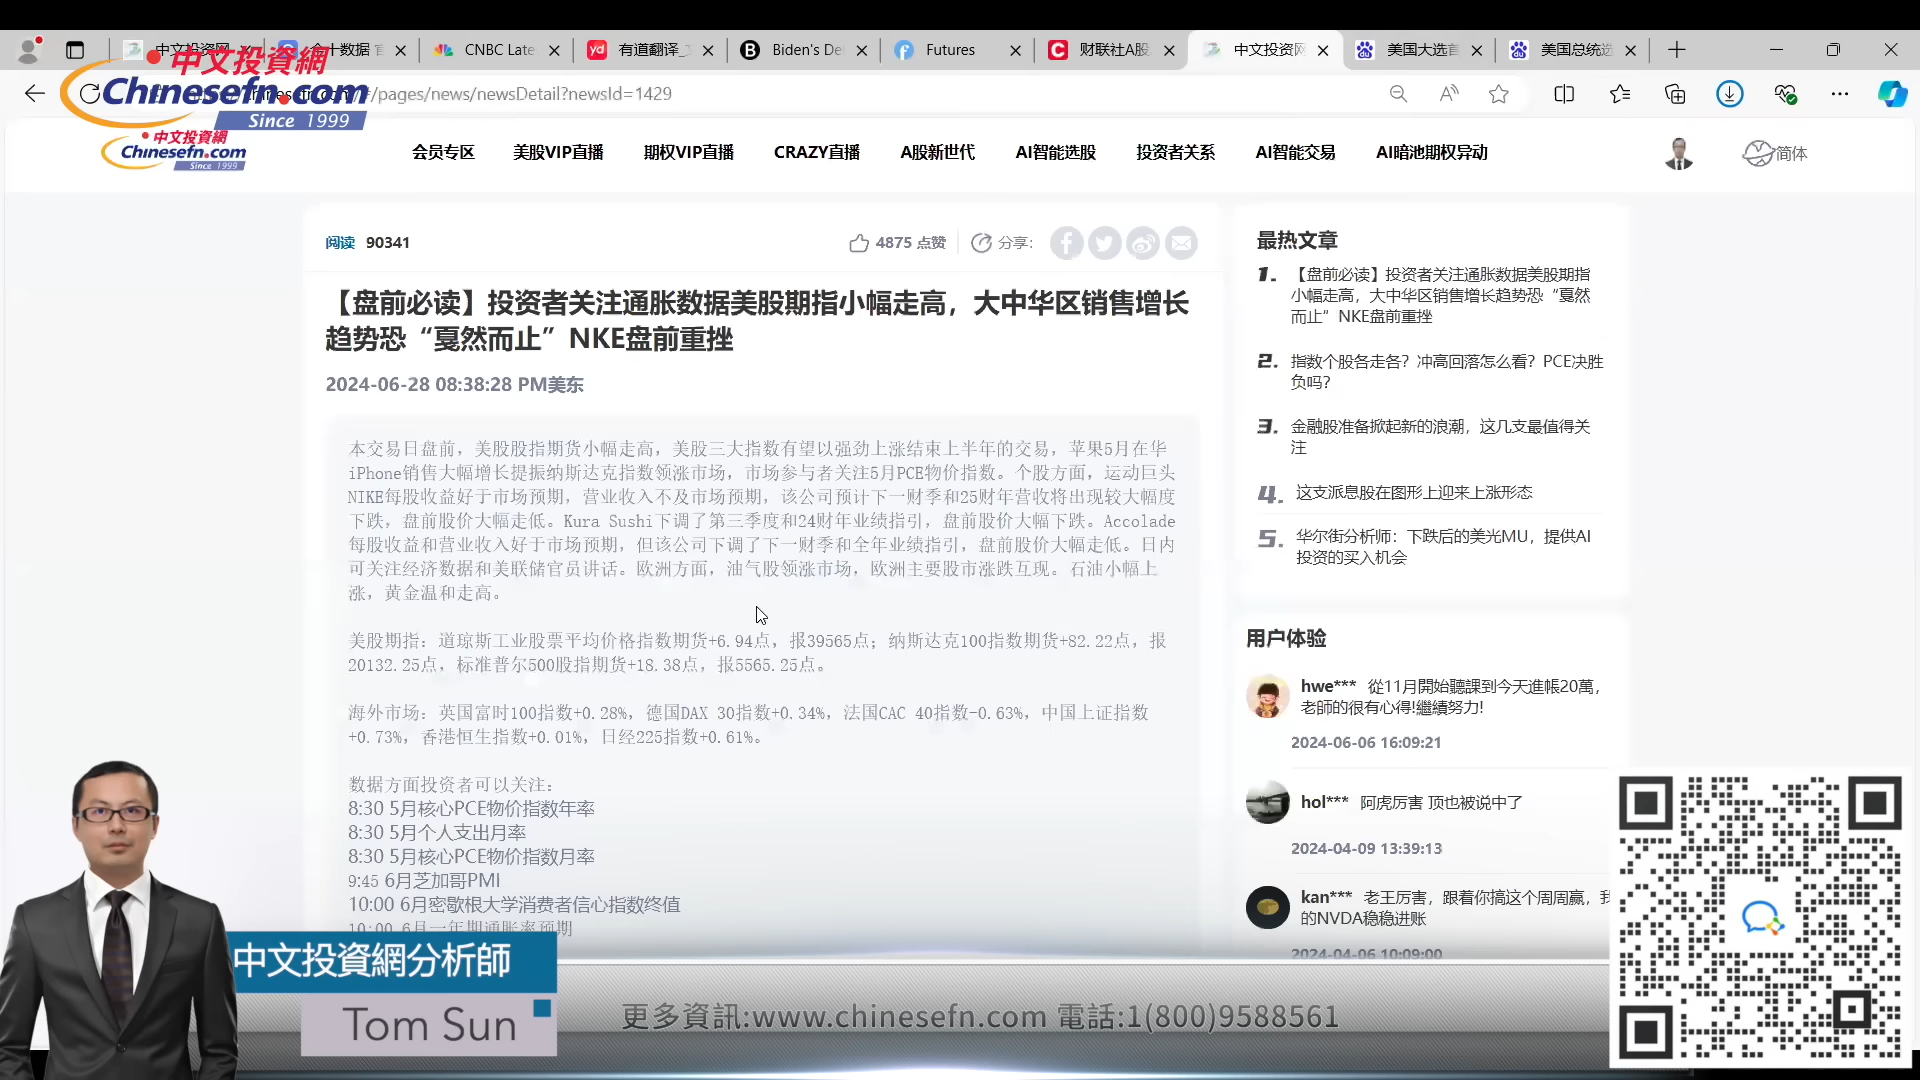 中文投资网
金十数据 官
CNBC Late
有道翻译_文
Biden's De
Futures
财联社A股
中文投资网
美国大选首
美国总统选
中文投資網
Chinesefn.com
Since 1999
/pages/news/newsDetail?newsId=1429
中文投資網
Chinesefn.com
Since 1999
会员专区
美股VIP直播
期权VIP直播
CRAZY直播
A股新世代
AI智能选股
投资者关系
AI智能交易
AI暗池期权异动
简体
阅读 90341
4875 点赞
分享:
【盘前必读】投资者关注通胀数据美股期指小幅走高，大中华区销售增长
趋势恐“戛然而止”NKE盘前重挫
2024-06-28 08:38:28 PM美东
本交易日盘前，美股股指期货小幅走高，美股三大指数有望以强劲上涨结束上半年的交易，苹果5月在华
iPhone销售大幅增长提振纳斯达克指数领涨市场，市场参与者关注5月PCE物价指数。个股方面，运动巨头
NIKE每股收益好于市场预期，营业收入不及市场预期，该公司预计下一财季和25财年营收将出现较大幅度
下跌，盘前股价大幅走低。Kura Sushi下调了第三季度和24财年业绩指引，盘前股价大幅下跌。Accolade
每股收益和营业收入好于市场预期，但该公司下调了下一财季和全年业绩指引，盘前股价大幅走低。日内
可关注经济数据和美联储官员讲话。欧洲方面，油气股领涨市场，欧洲主要股市涨跌互现。石油小幅上
涨，黄金温和走高。
美股期指：道琼斯工业股票平均价格指数期货+6.94点，报39565点；纳斯达克100指数期货+82.22点，报
20132.25点，标准普尔500股指期货+18.38点，报5565.25点。
海外市场：英国富时100指数+0.28%，德国DAX 30指数+0.34%，法国CAC 40指数-0.63%，中国上证指数
+0.73%，香港恒生指数+0.01%，日经225指数+0.61%。
数据方面投资者可以关注：
8:30 5月核心PCE物价指数年率
8:30 5月个人支出月率
8:30 5月核心PCE物价指数月率
9:45 6月芝加哥PMI
10:00 6月密歇根大学消费者信心指数终值
10:00 6月一年期通胀率预期
最热文章
1. 【盘前必读】投资者关注通胀数据美股期指
小幅走高，大中华区销售增长趋势恐“戛然
而止”NKE盘前重挫
2. 指数个股各走各？冲高回落怎么看？PCE决胜
负吗？
3. 金融股准备掀起新的浪潮，这几支最值得关
注
4. 这支派息股在图形上迎来上涨形态
5. 华尔街分析师：下跌后的美光MU，提供AI
投资的买入机会
用户体验
hwe*** 從11月開始聽課到今天進帳20萬，
老師的很有心得!繼續努力!
2024-06-06 16:09:21
hol*** 阿虎厉害 顶也被说中了
2024-04-09 13:39:13
kan*** 老王厉害，跟着你搞这个周周赢，我
的NVDA稳稳进账
2024-04-06 10:09:00
中文投資網分析師
Tom Sun
更多資訊:www.chinesefn.com 電話:1(800)9588561